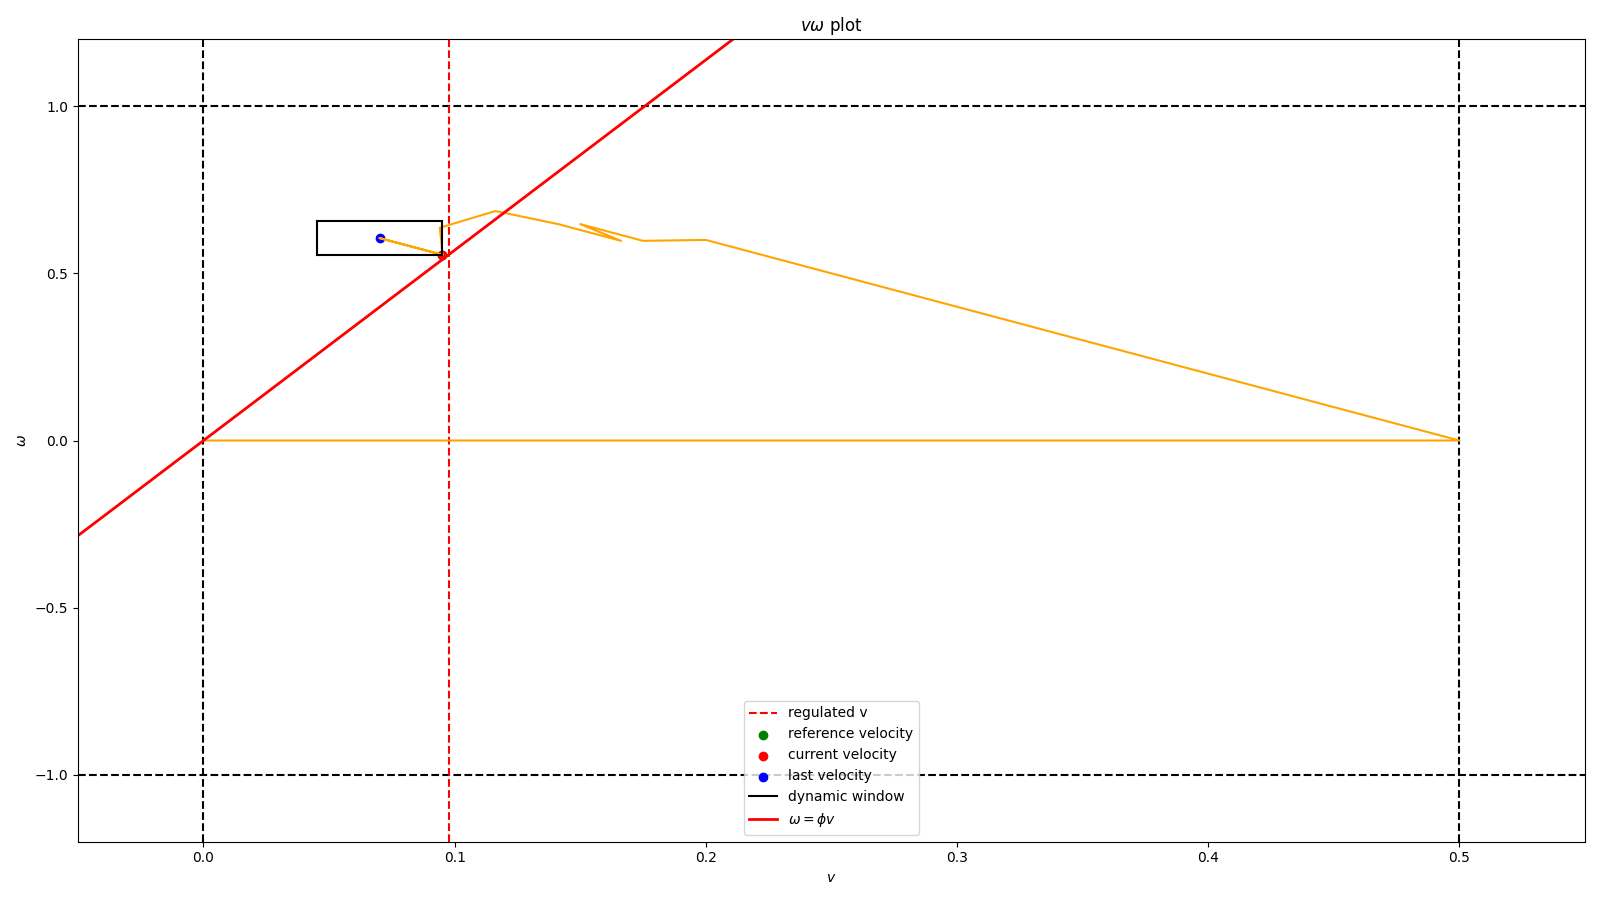 vω plot
1.0
0.5
0.0
−0.5
−1.0
ω
0.0
0.1
0.2
0.3
0.4
0.5
v
regulated v
reference velocity
current velocity
last velocity
dynamic window
ω = ϕv